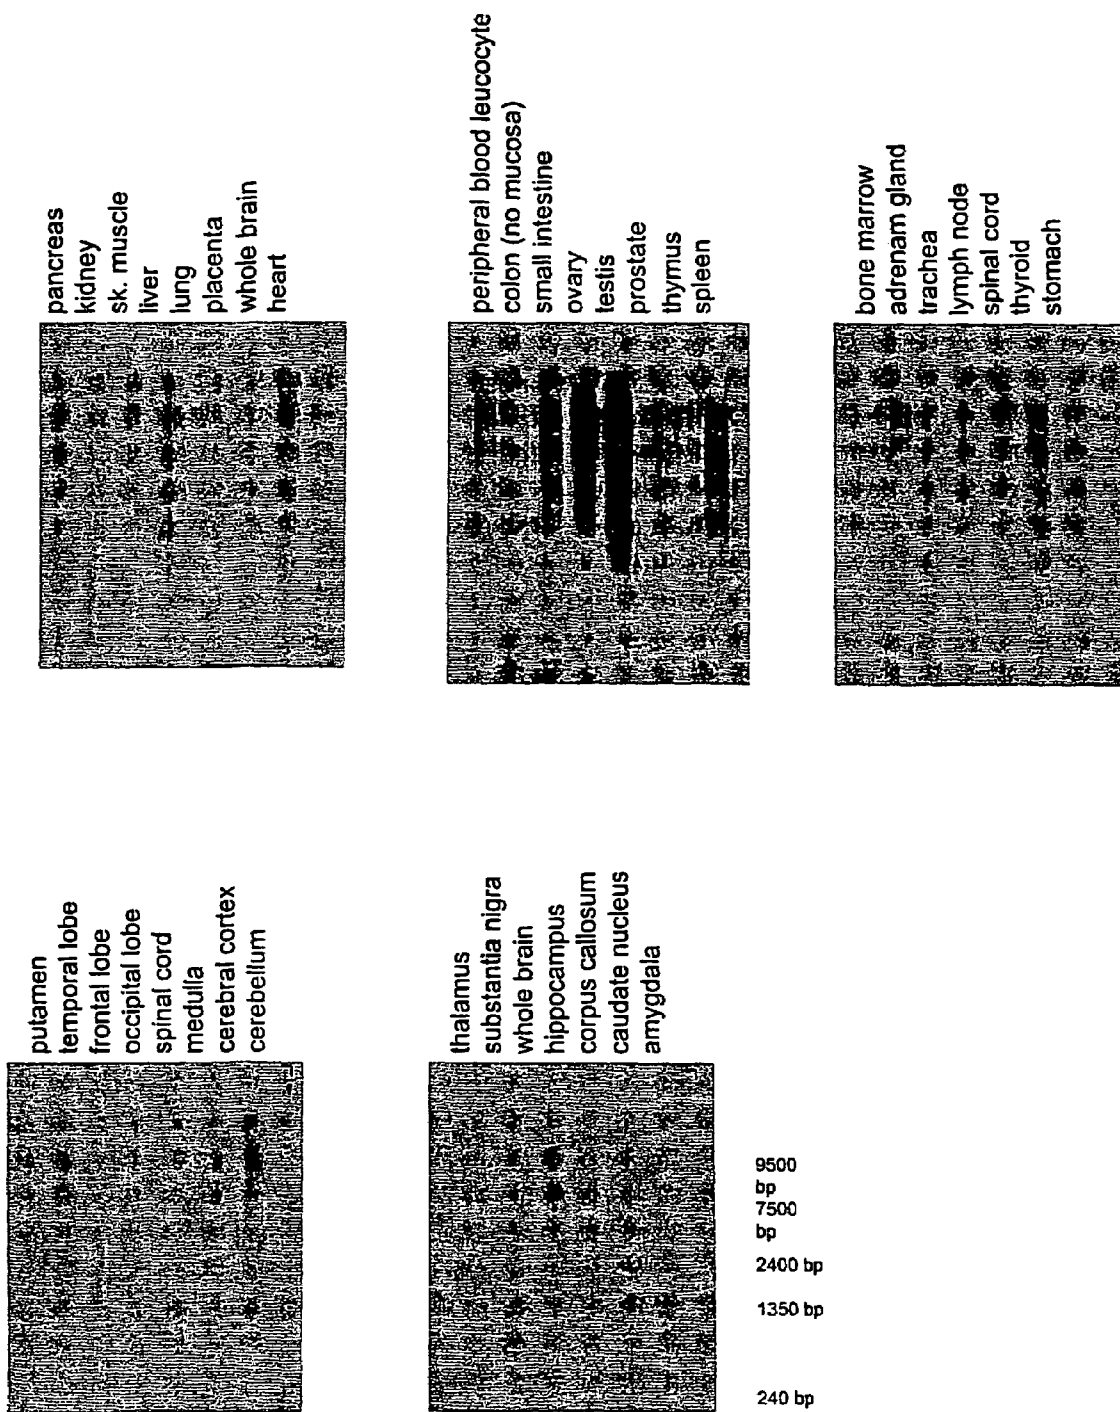 pancreas
kidney
sk. muscle
liver
lung
placenta
whole brain
heart
peripheral blood leucocyte
colon (no mucosa)
small intestine
ovary
testis
prostate
thymus
spleen
bone marrow
adrenam gland
trachea
lymph node
spinal cord
thyroid
stomach
putamen
temporal lobe
frontal lobe
occipital lobe
spinal cord
medulla
cerebral cortex
cerebellum
thalamus
substantia nigra
whole brain
hippocampus
corpus callosum
caudate nucleus
amygdala
9500
bp
7500
bp
2400 bp
1350 bp
240 bp